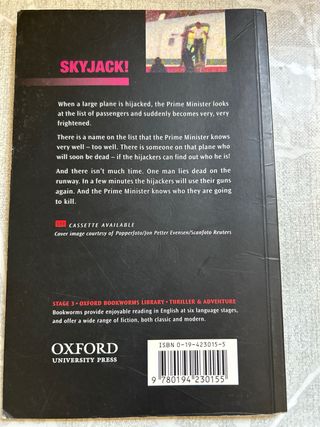 SKYJACK!
When a large plane is hijacked, the Prime Minister looks
at the list of passengers and suddenly becomes very, very
frightened.
There is a name on the list that the Prime Minister knows
very well – too well. There is someone on that plane who
will soon be dead – if the hijackers can find out who he is!
And there isn't much time. One man lies dead on the
runway. In a few minutes the hijackers will use their guns
again. And the Prime Minister knows who they are going
to kill.
CASSETTE AVAILABLE
Cover image courtesy of Popperfoto/Jon Petter Evensen/Scanfoto Reuters
STAGE 3 • OXFORD BOOKWORMS LIBRARY • THRILLER & ADVENTURE
Bookworms provide enjoyable reading in English at six language stages,
and offer a wide range of fiction, both classic and modern.
OXFORD
UNIVERSITY PRESS
ISBN 0-19-423015-5
9 780194 230155